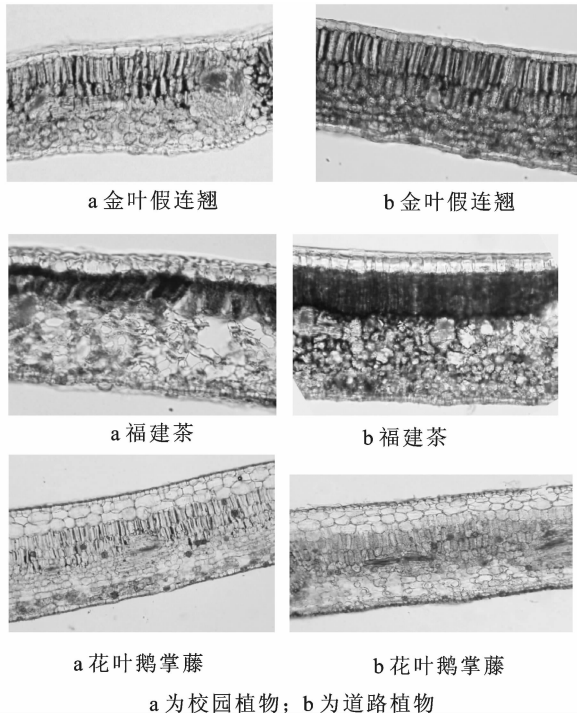 a 金叶假连翘
b 金叶假连翘
a 福建茶
b 福建茶
a 花叶鹅掌藤
b 花叶鹅掌藤
a 为校园植物；b 为道路植物